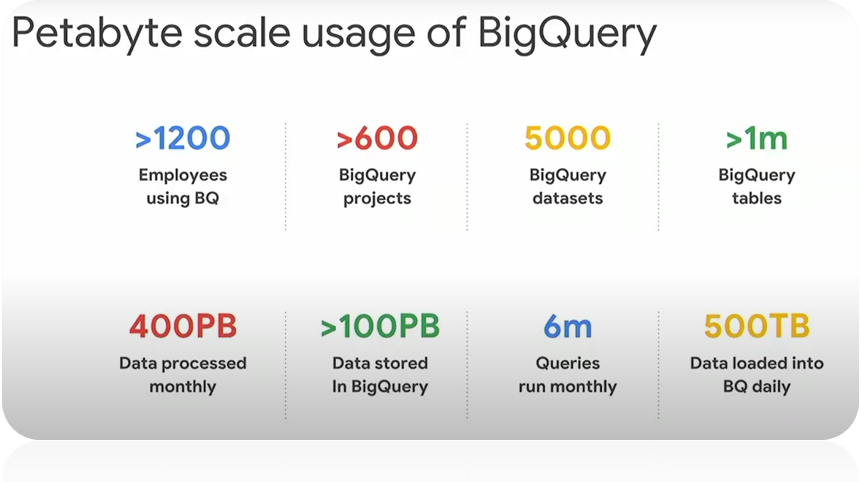 Petabyte scale usage of BigQuery
>1200
Employees
using BQ
>600
BigQuery
projects
5000
BigQuery
datasets
>1m
BigQuery
tables
400PB
Data processed
monthly
>100PB
Data stored
In BigQuery
6m
Queries
run monthly
500TB
Data loaded into
BQ daily